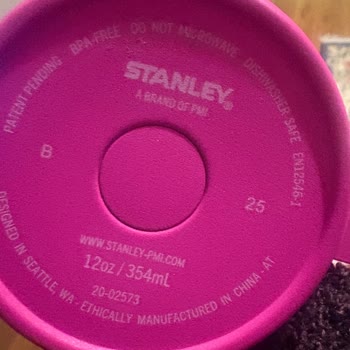 PATENT PENDING BPA-FREE DO NOT MICROWAVE DISHWASHER-SAFE EN12546-1
STANLEY®
A BRAND OF PMI
B
25
WWW.STANLEY-PMI.COM
12oz/354mL
20-02573
DESIGNED IN SEATTLE, WA · ETHICALLY MANUFACTURED IN CHINA · AT